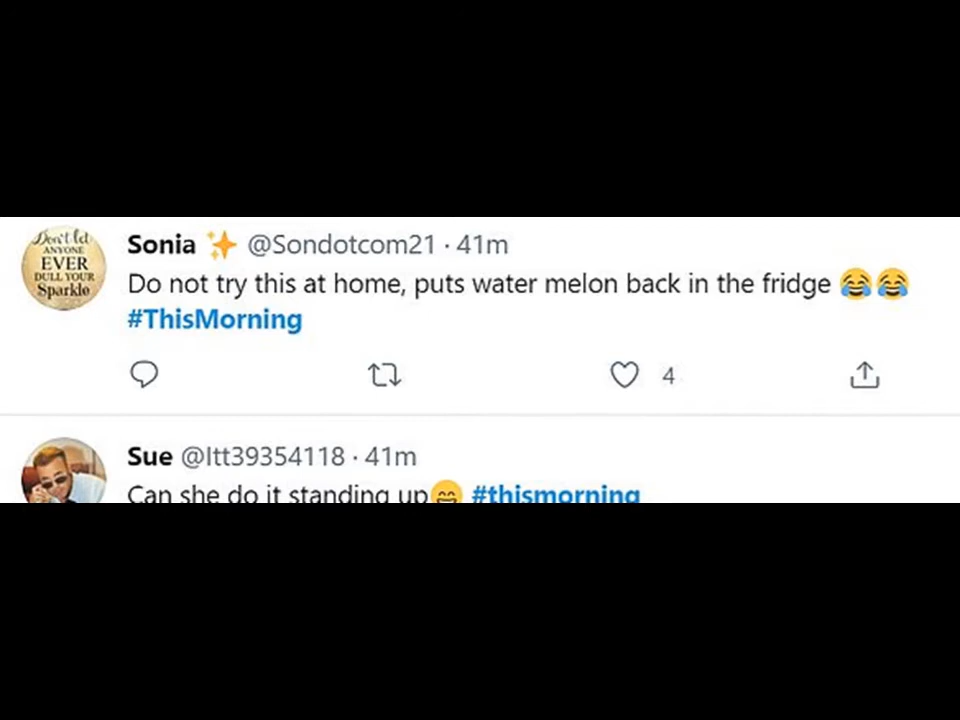 Don't let
ANYONE
EVER
DULL YOUR
Sparkle
Sonia ✨ @Sondotcom21 · 41m
Do not try this at home, puts water melon back in the fridge 😂😂
#ThisMorning
4
Sue @Itt39354118 · 41m
Can she do it standing up😄 #thismorning